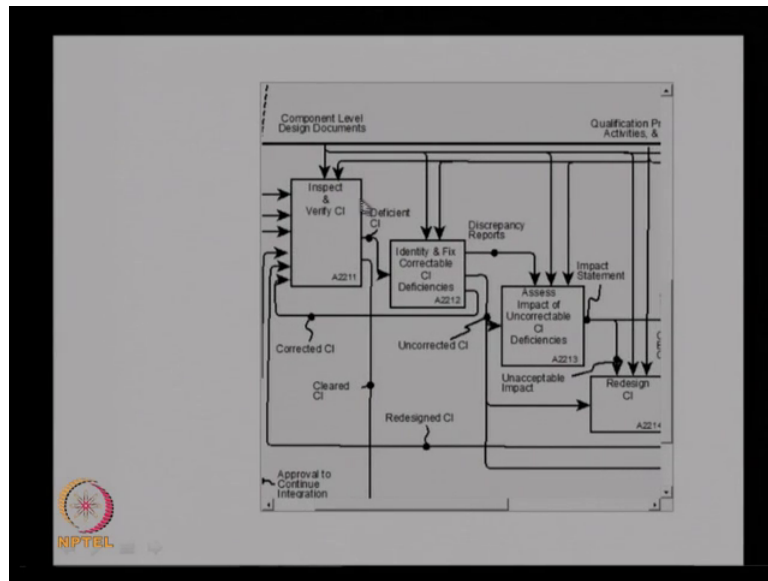 Component Level
Design Documents
Qualification Pr
Activities, &
Inspect
&
Verify CI
A2211
Deficient
CI
Identity & Fix
Correctable
CI
Deficiencies
A2212
Discrepancy
Reports
Impact
Statement
Assess
Impact of
Uncorrectable
CI
Deficiencies
A2213
Corrected CI
Uncorrected CI
Unacceptable
Impact
Cleared
CI
Redesign
CI
A2214
Redesigned CI
Approval to
Continue
Integration
NPTEL